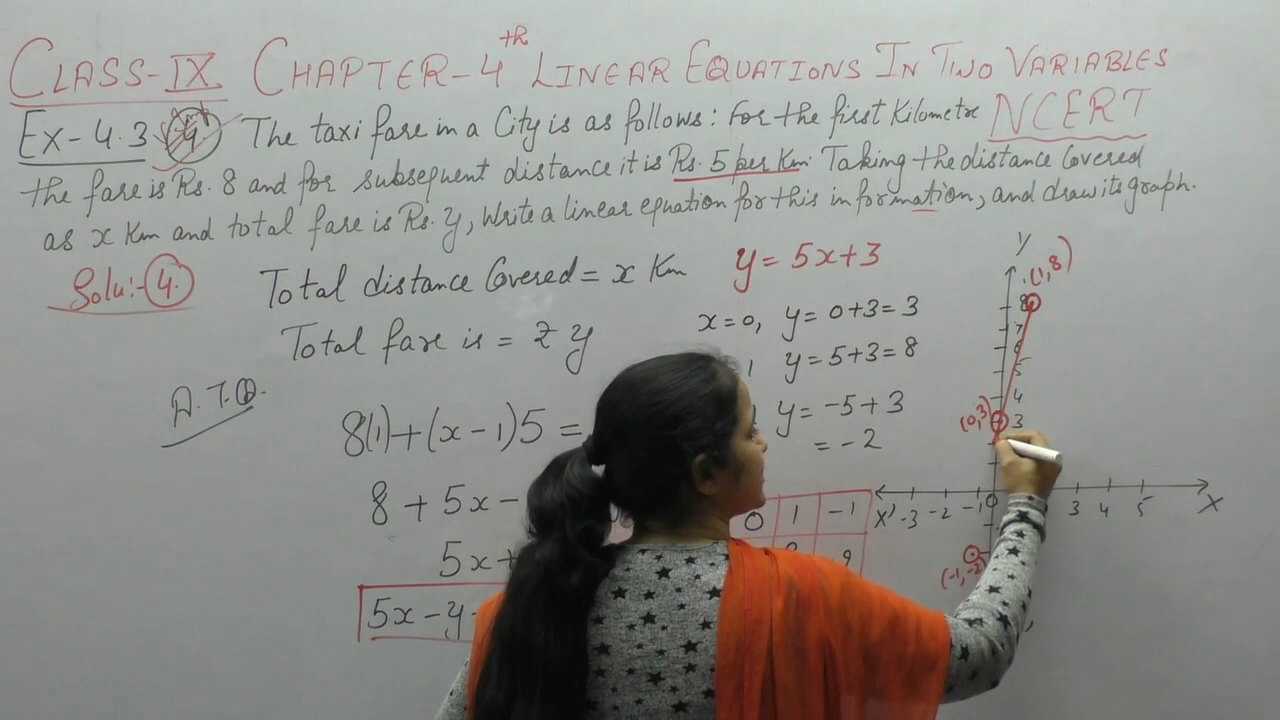 CLASS-IX CHAPTER-4th LINEAR EQUATIONS IN TWO VARIABLES
NCERT
Ex-4.3 The taxi fare in a City is as follows: For the first Kilometre
the fare is Rs. 8 and for subsequent distance it is Rs. 5 per Km. Taking the distance Covered
as x Km and total fare is Rs. y, Write a linear equation for this information, and draw its graph.
Solu:- 4.
Total distance Covered = x Km
Total fare is = ₹ y
A.T.Q.
8(1)+(x-1)5 =
8 + 5x -
5x+
5x-y
y = 5x+3
x=0, y= 0+3=3
1 y= 5+3=8
y= -5+3
= -2
0 1 -1
Y
(1,8)
8
7
6
5
4
(0,3) 3
X' -3 -2 -1 0 3 4 5 X
(-1,-2)